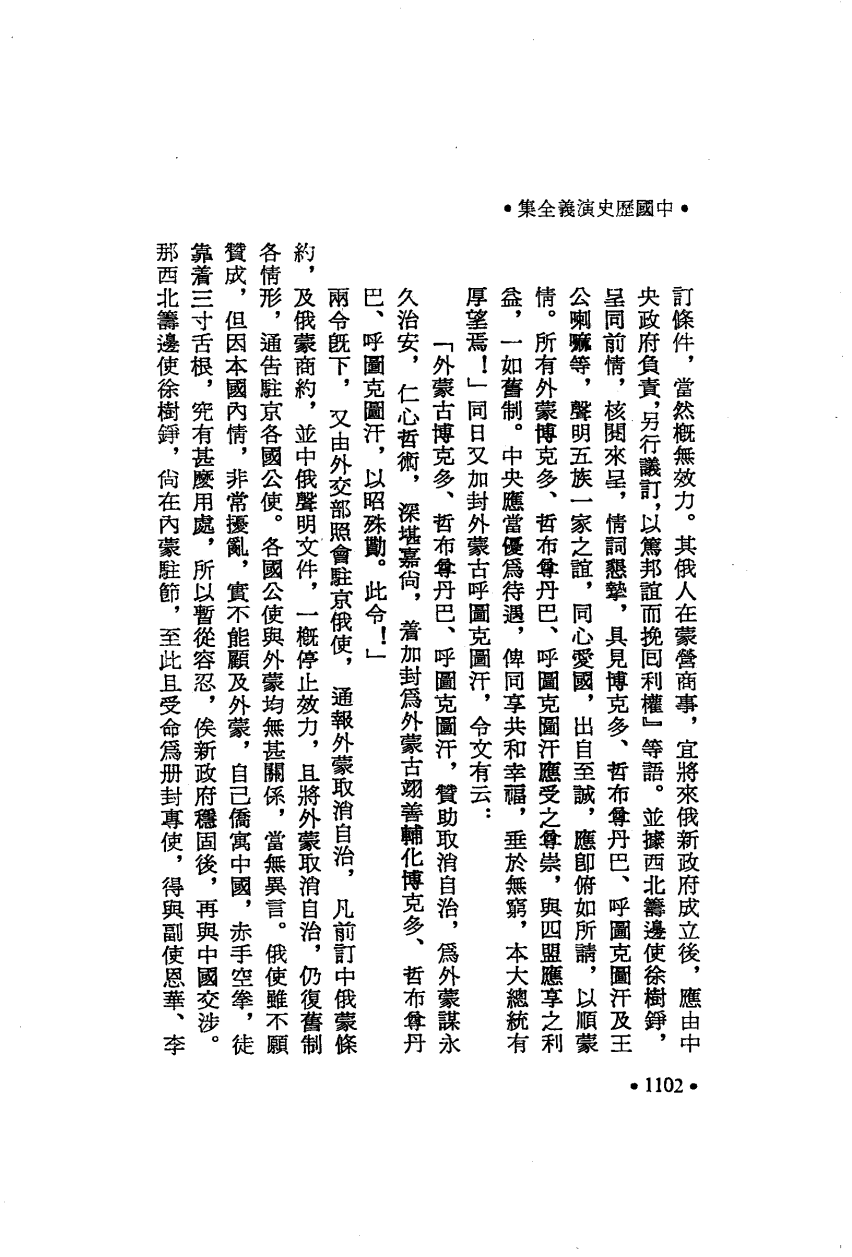 •中國歷史演義全集•
訂條件，當然概無效力。其俄人在蒙營商事，宜將來俄新政府成立後，應由中
央政府負責，另行議訂，以篤邦誼而挽囘利權』等語。並據西北籌邊使徐樹錚，
呈同前情，核閱來呈，情詞懇摯，具見博克多、哲布尊丹巴、呼圖克圖汗及王
公喇嘛等，聲明五族一家之誼，同心愛國，出自至誠，應卽俯如所請，以順蒙
情。所有外蒙博克多、哲布尊丹巴、呼圖克圖汗應受之尊崇，與四盟應享之利
益，一如舊制。中央應當優爲待遇，俾同享共和幸福，垂於無窮，本大總統有
厚望焉！」同日又加封外蒙古呼圖克圖汗，令文有云：
「外蒙古博克多、哲布尊丹巴、呼圖克圖汗，贊助取消自治，爲外蒙謀永
久治安，仁心哲術，深堪嘉尙，着加封爲外蒙古翊善輔化博克多、哲布尊丹
巴、呼圖克圖汗，以昭殊勳。此令！」
兩令旣下，又由外交部照會駐京俄使，通報外蒙取消自治，凡前訂中俄蒙條
約，及俄蒙商約，並中俄聲明文件，一概停止效力，且將外蒙取消自治，仍復舊制
各情形，通告駐京各國公使。各國公使與外蒙均無甚關係，當無異言。俄使雖不願
贊成，但因本國內情，非常擾亂，實不能顧及外蒙，自己僑寓中國，赤手空拳，徒
靠着三寸舌根，究有甚麼用處，所以暫從容忍，俟新政府穩固後，再與中國交涉。
那西北籌邊使徐樹錚，尙在內蒙駐節，至此且受命爲册封專使，得與副使恩華、李
•1102•